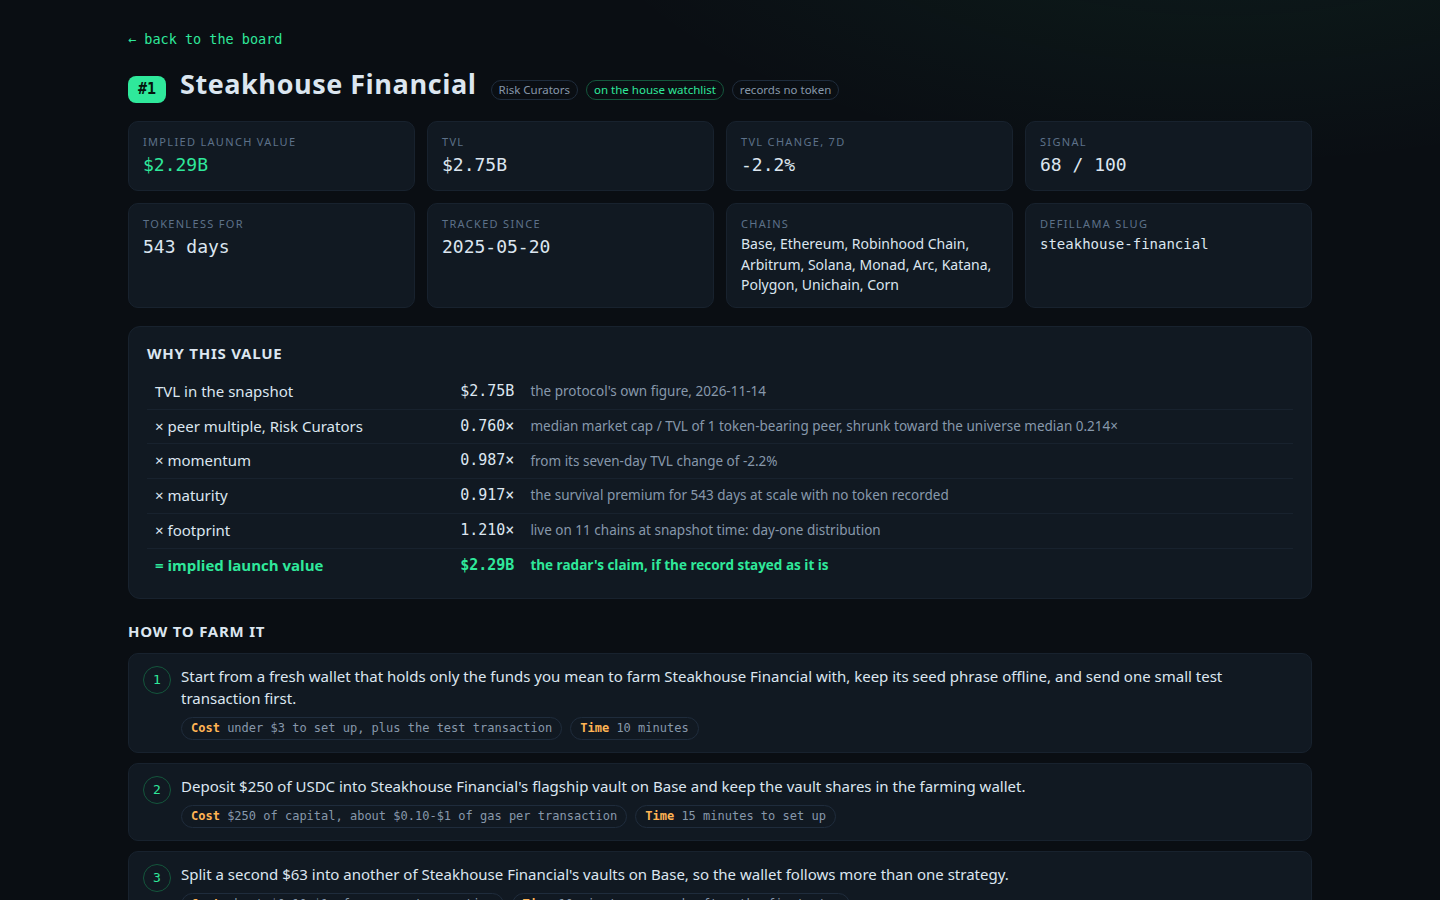 ← back to the board
#1 Steakhouse Financial Risk Curators on the house watchlist records no token
IMPLIED LAUNCH VALUE
$2.29B
TVL
$2.75B
TVL CHANGE, 7D
-2.2%
SIGNAL
68 / 100
TOKENLESS FOR
543 days
TRACKED SINCE
2025-05-20
CHAINS
Base, Ethereum, Robinhood Chain,
Arbitrum, Solana, Monad, Arc, Katana,
Polygon, Unichain, Corn
DEFILLAMA SLUG
steakhouse-financial
WHY THIS VALUE
TVL in the snapshot $2.75B the protocol's own figure, 2026-11-14
× peer multiple, Risk Curators 0.760× median market cap / TVL of 1 token-bearing peer, shrunk toward the universe median 0.214×
× momentum 0.987× from its seven-day TVL change of -2.2%
× maturity 0.917× the survival premium for 543 days at scale with no token recorded
× footprint 1.210× live on 11 chains at snapshot time: day-one distribution
= implied launch value $2.29B the radar's claim, if the record stayed as it is
HOW TO FARM IT
1 Start from a fresh wallet that holds only the funds you mean to farm Steakhouse Financial with, keep its seed phrase offline, and send one small test
transaction first.
Cost under $3 to set up, plus the test transaction Time 10 minutes
2 Deposit $250 of USDC into Steakhouse Financial's flagship vault on Base and keep the vault shares in the farming wallet.
Cost $250 of capital, about $0.10-$1 of gas per transaction Time 15 minutes to set up
3 Split a second $63 into another of Steakhouse Financial's vaults on Base, so the wallet follows more than one strategy.